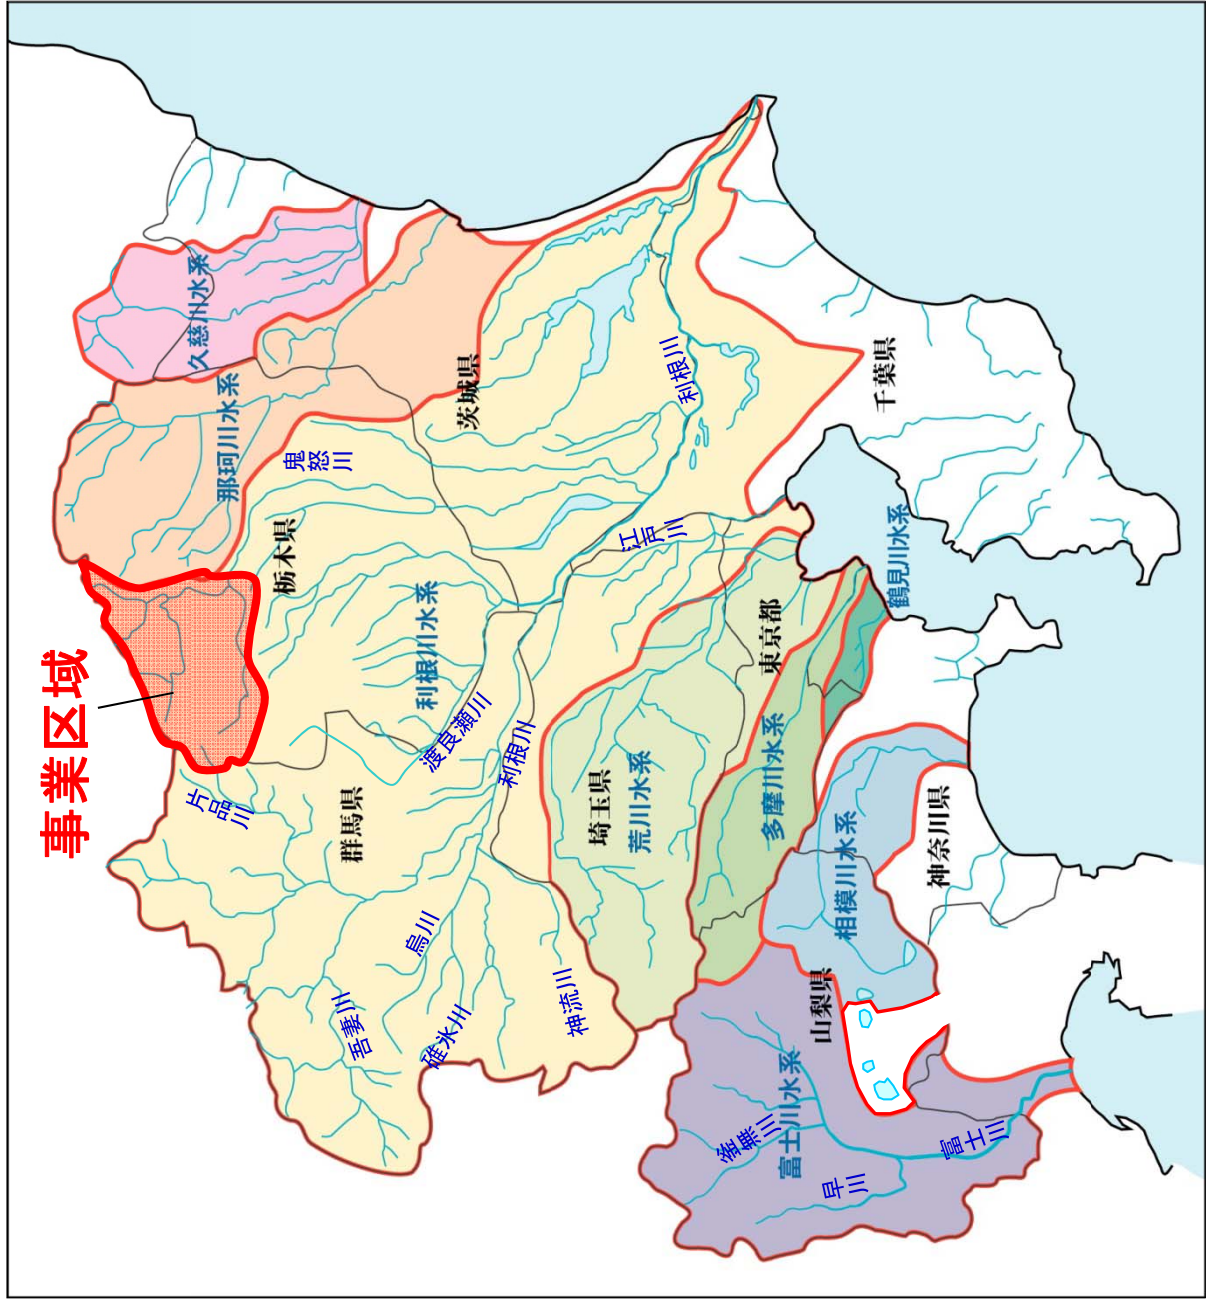 事業区域
久慈川水系
那珂川水系
鬼怒川
栃木県
茨城県
利根川
千葉県
利根川水系
江戸川
鶴見川水系
東京都
渡良瀬川
利根川
片品川
群馬県
埼玉県
荒川水系
多摩川水系
相模川水系
神奈川県
烏川
吾妻川
碓氷川
神流川
山梨県
富士川水系
釜無川
早川
富士川